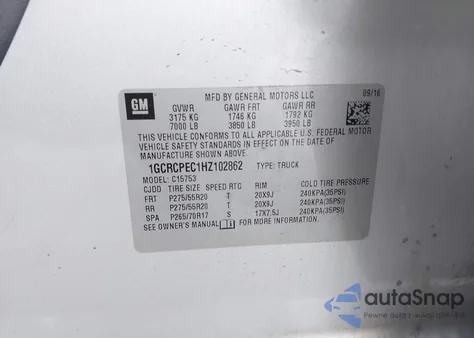 GM
MFD BY GENERAL MOTORS LLC 09/16
GVWR GAWR FRT GAWR RR
3175 KG 1746 KG 1792 KG
7000 LB 3850 LB 3950 LB
THIS VEHICLE CONFORMS TO ALL APPLICABLE U.S. FEDERAL MOTOR
VEHICLE SAFETY STANDARDS IN EFFECT ON THE DATE OF
MANUFACTURE SHOWN ABOVE.
1GCRCPEC1HZ102862 TYPE: TRUCK
MODEL: C15753
CJDD TIRE SIZE SPEED RTG RIM COLD TIRE PRESSURE
FRT P275/55R20 T 20X9J 240KPA(35PSI)
RR P275/55R20 T 20X9J 240KPA(35PSI)
SPA P265/70R17 S 17X7.5J 240KPA(35PSI)
SEE OWNER'S MANUAL FOR MORE INFORMATION.
autoSnap